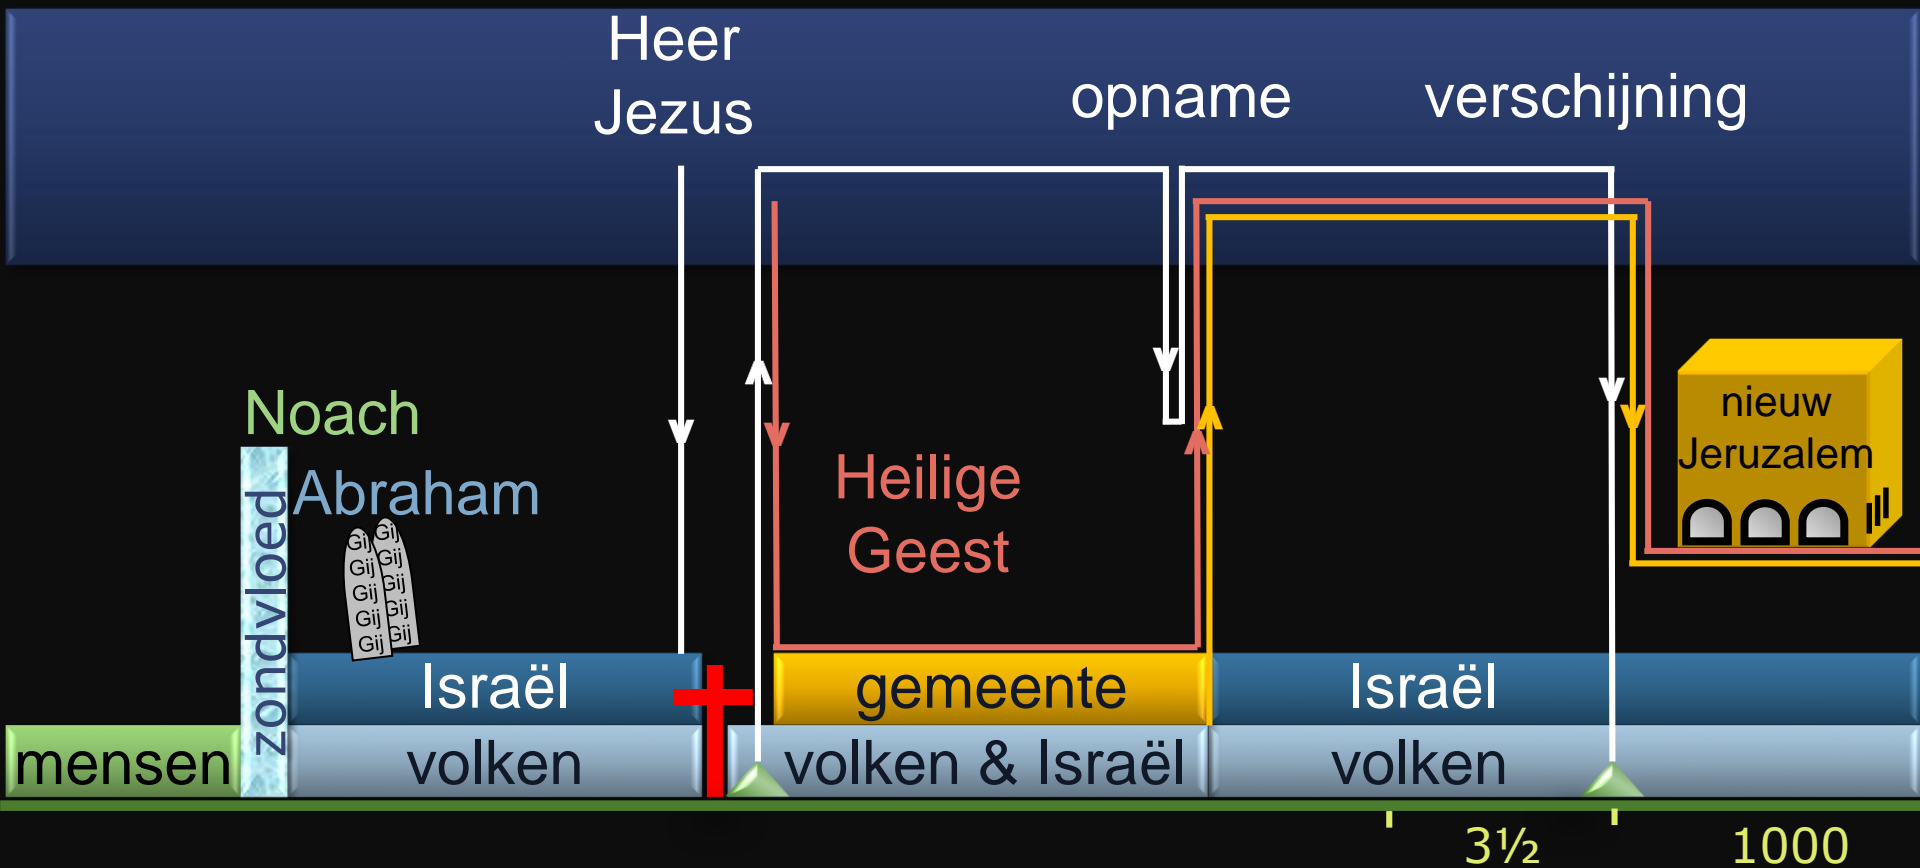 Heer
Jezus
opname
verschijning
Noach
Abraham
zondvloed
Gij
Gij
Gij
Gij
Gij
Gij
Gij
Gij
Gij
Gij
Heilige
Geest
nieuw
Jeruzalem
Israël
gemeente
Israël
mensen
volken
volken & Israël
volken
3½
1000